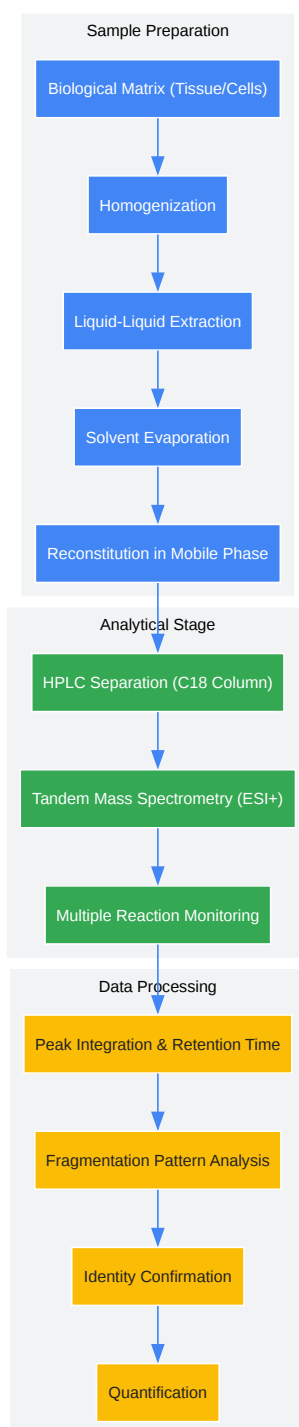 Sample Preparation
Biological Matrix (Tissue/Cells)
Homogenization
Liquid-Liquid Extraction
Solvent Evaporation
Reconstitution in Mobile Phase
Analytical Stage
HPLC Separation (C18 Column)
Tandem Mass Spectrometry (ESI+)
Multiple Reaction Monitoring
Data Processing
Peak Integration & Retention Time
Fragmentation Pattern Analysis
Identity Confirmation
Quantification